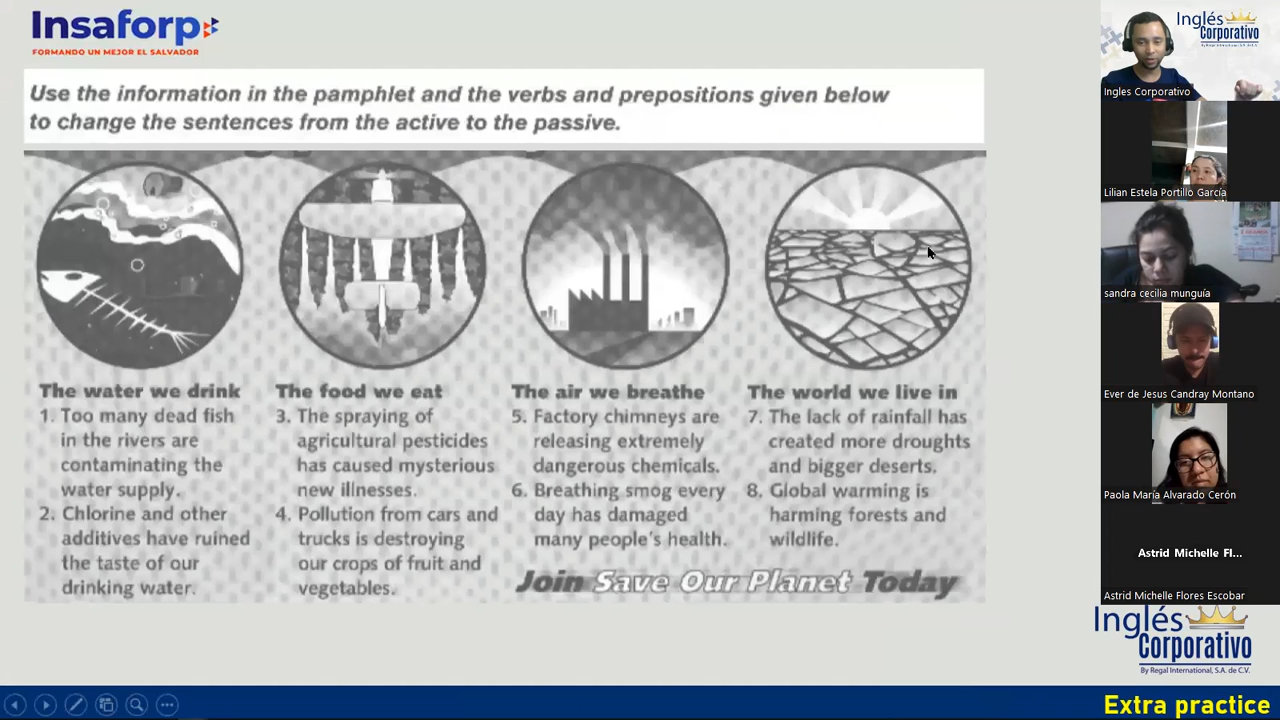 Insaforp
FORMANDO UN MEJOR EL SALVADOR
Use the information in the pamphlet and the verbs and prepositions given below
to change the sentences from the active to the passive.
The water we drink
1. Too many dead fish
in the rivers are
contaminating the
water supply.
2. Chlorine and other
additives have ruined
the taste of our
drinking water.
The food we eat
3. The spraying of
agricultural pesticides
has caused mysterious
new illnesses.
4. Pollution from cars and
trucks is destroying
our crops of fruit and
vegetables.
The air we breathe
5. Factory chimneys are
releasing extremely
dangerous chemicals.
6. Breathing smog every
day has damaged
many people's health.
The world we live in
7. The lack of rainfall has
created more droughts
and bigger deserts.
8. Global warming is
harming forests and
wildlife.
Join Save Our Planet Today
Inglés
Corporativo
Ingles Corporativo
Lilian Estela Portillo García
sandra cecilia munguía
Ever de Jesus Candray Montano
Paola María Alvarado Cerón
Astrid Michelle Fl...
Astrid Michelle Flores Escobar
Inglés
Corporativo
By Regal International, S.A. de C.V.
Extra practice